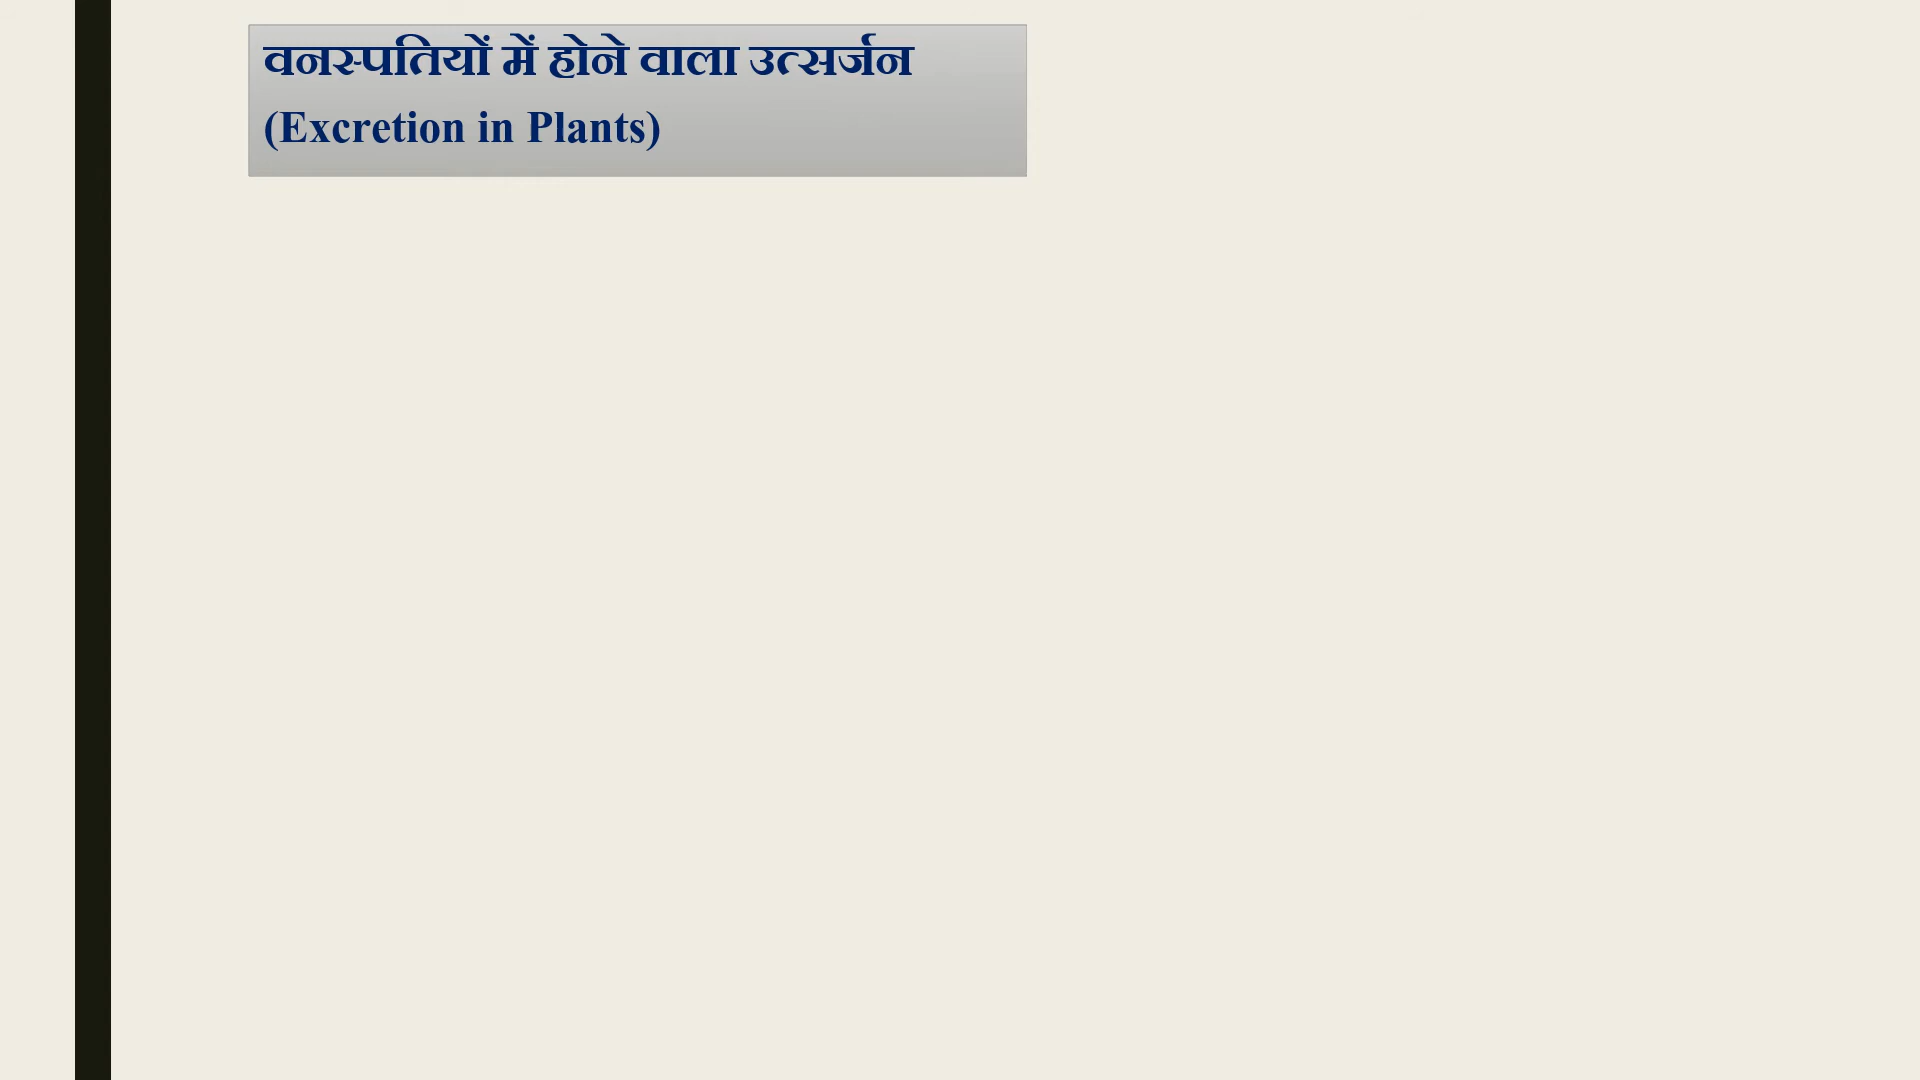 वनस्पतियों में होने वाला उत्सर्जन
(Excretion in Plants)